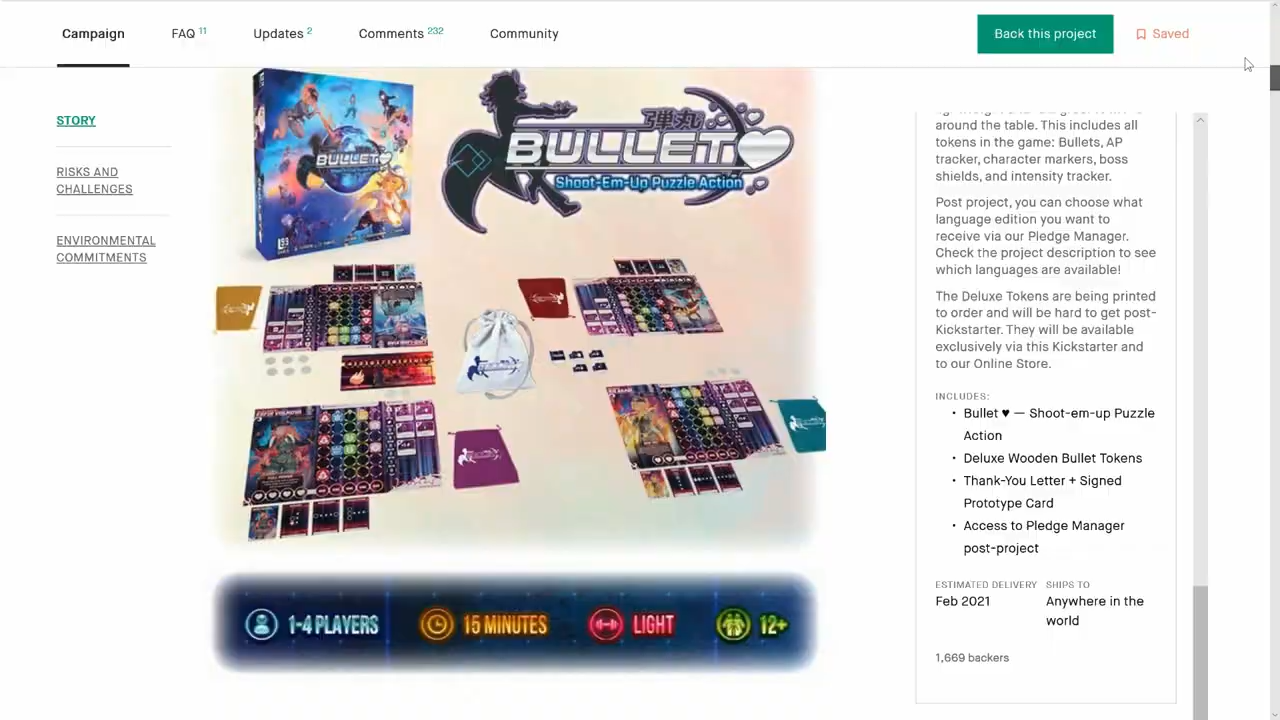 Campaign
FAQ 11
Updates 2
Comments 232
Community
Back this project
Saved
STORY
RISKS AND
CHALLENGES
ENVIRONMENTAL
COMMITMENTS
BULLET
弾丸
BULLET
Shoot-Em-Up Puzzle Action
1-4 PLAYERS
15 MINUTES
LIGHT
12+
around the table. This includes all
tokens in the game: Bullets, AP
tracker, character markers, boss
shields, and intensity tracker.
Post project, you can choose what
language edition you want to
receive via our Pledge Manager.
Check the project description to see
which languages are available!
The Deluxe Tokens are being printed
to order and will be hard to get post-
Kickstarter. They will be available
exclusively via this Kickstarter and
to our Online Store.
INCLUDES:
• Bullet ♥ — Shoot-em-up Puzzle
Action
• Deluxe Wooden Bullet Tokens
• Thank-You Letter + Signed
Prototype Card
• Access to Pledge Manager
post-project
ESTIMATED DELIVERY
Feb 2021
SHIPS TO
Anywhere in the
world
1,669 backers